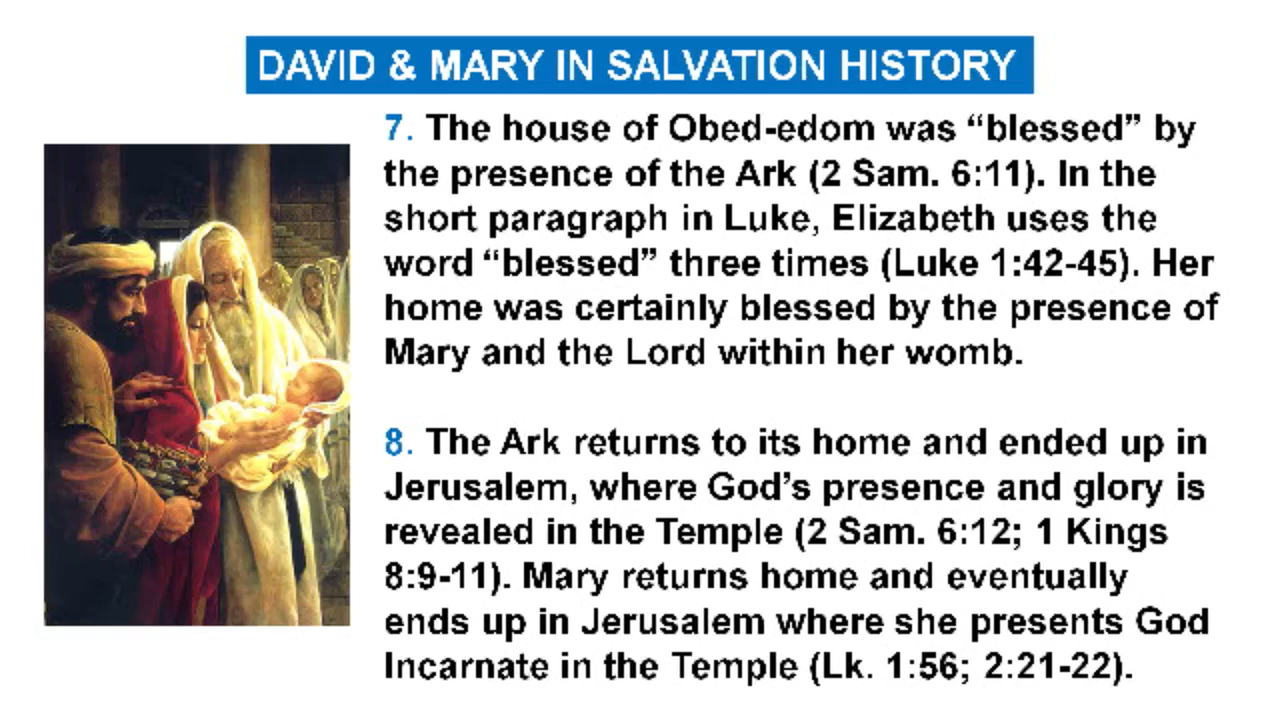 DAVID & MARY IN SALVATION HISTORY
7. The house of Obed-edom was “blessed” by
the presence of the Ark (2 Sam. 6:11). In the
short paragraph in Luke, Elizabeth uses the
word “blessed” three times (Luke 1:42-45). Her
home was certainly blessed by the presence of
Mary and the Lord within her womb.
8. The Ark returns to its home and ended up in
Jerusalem, where God’s presence and glory is
revealed in the Temple (2 Sam. 6:12; 1 Kings
8:9-11). Mary returns home and eventually
ends up in Jerusalem where she presents God
Incarnate in the Temple (Lk. 1:56; 2:21-22).